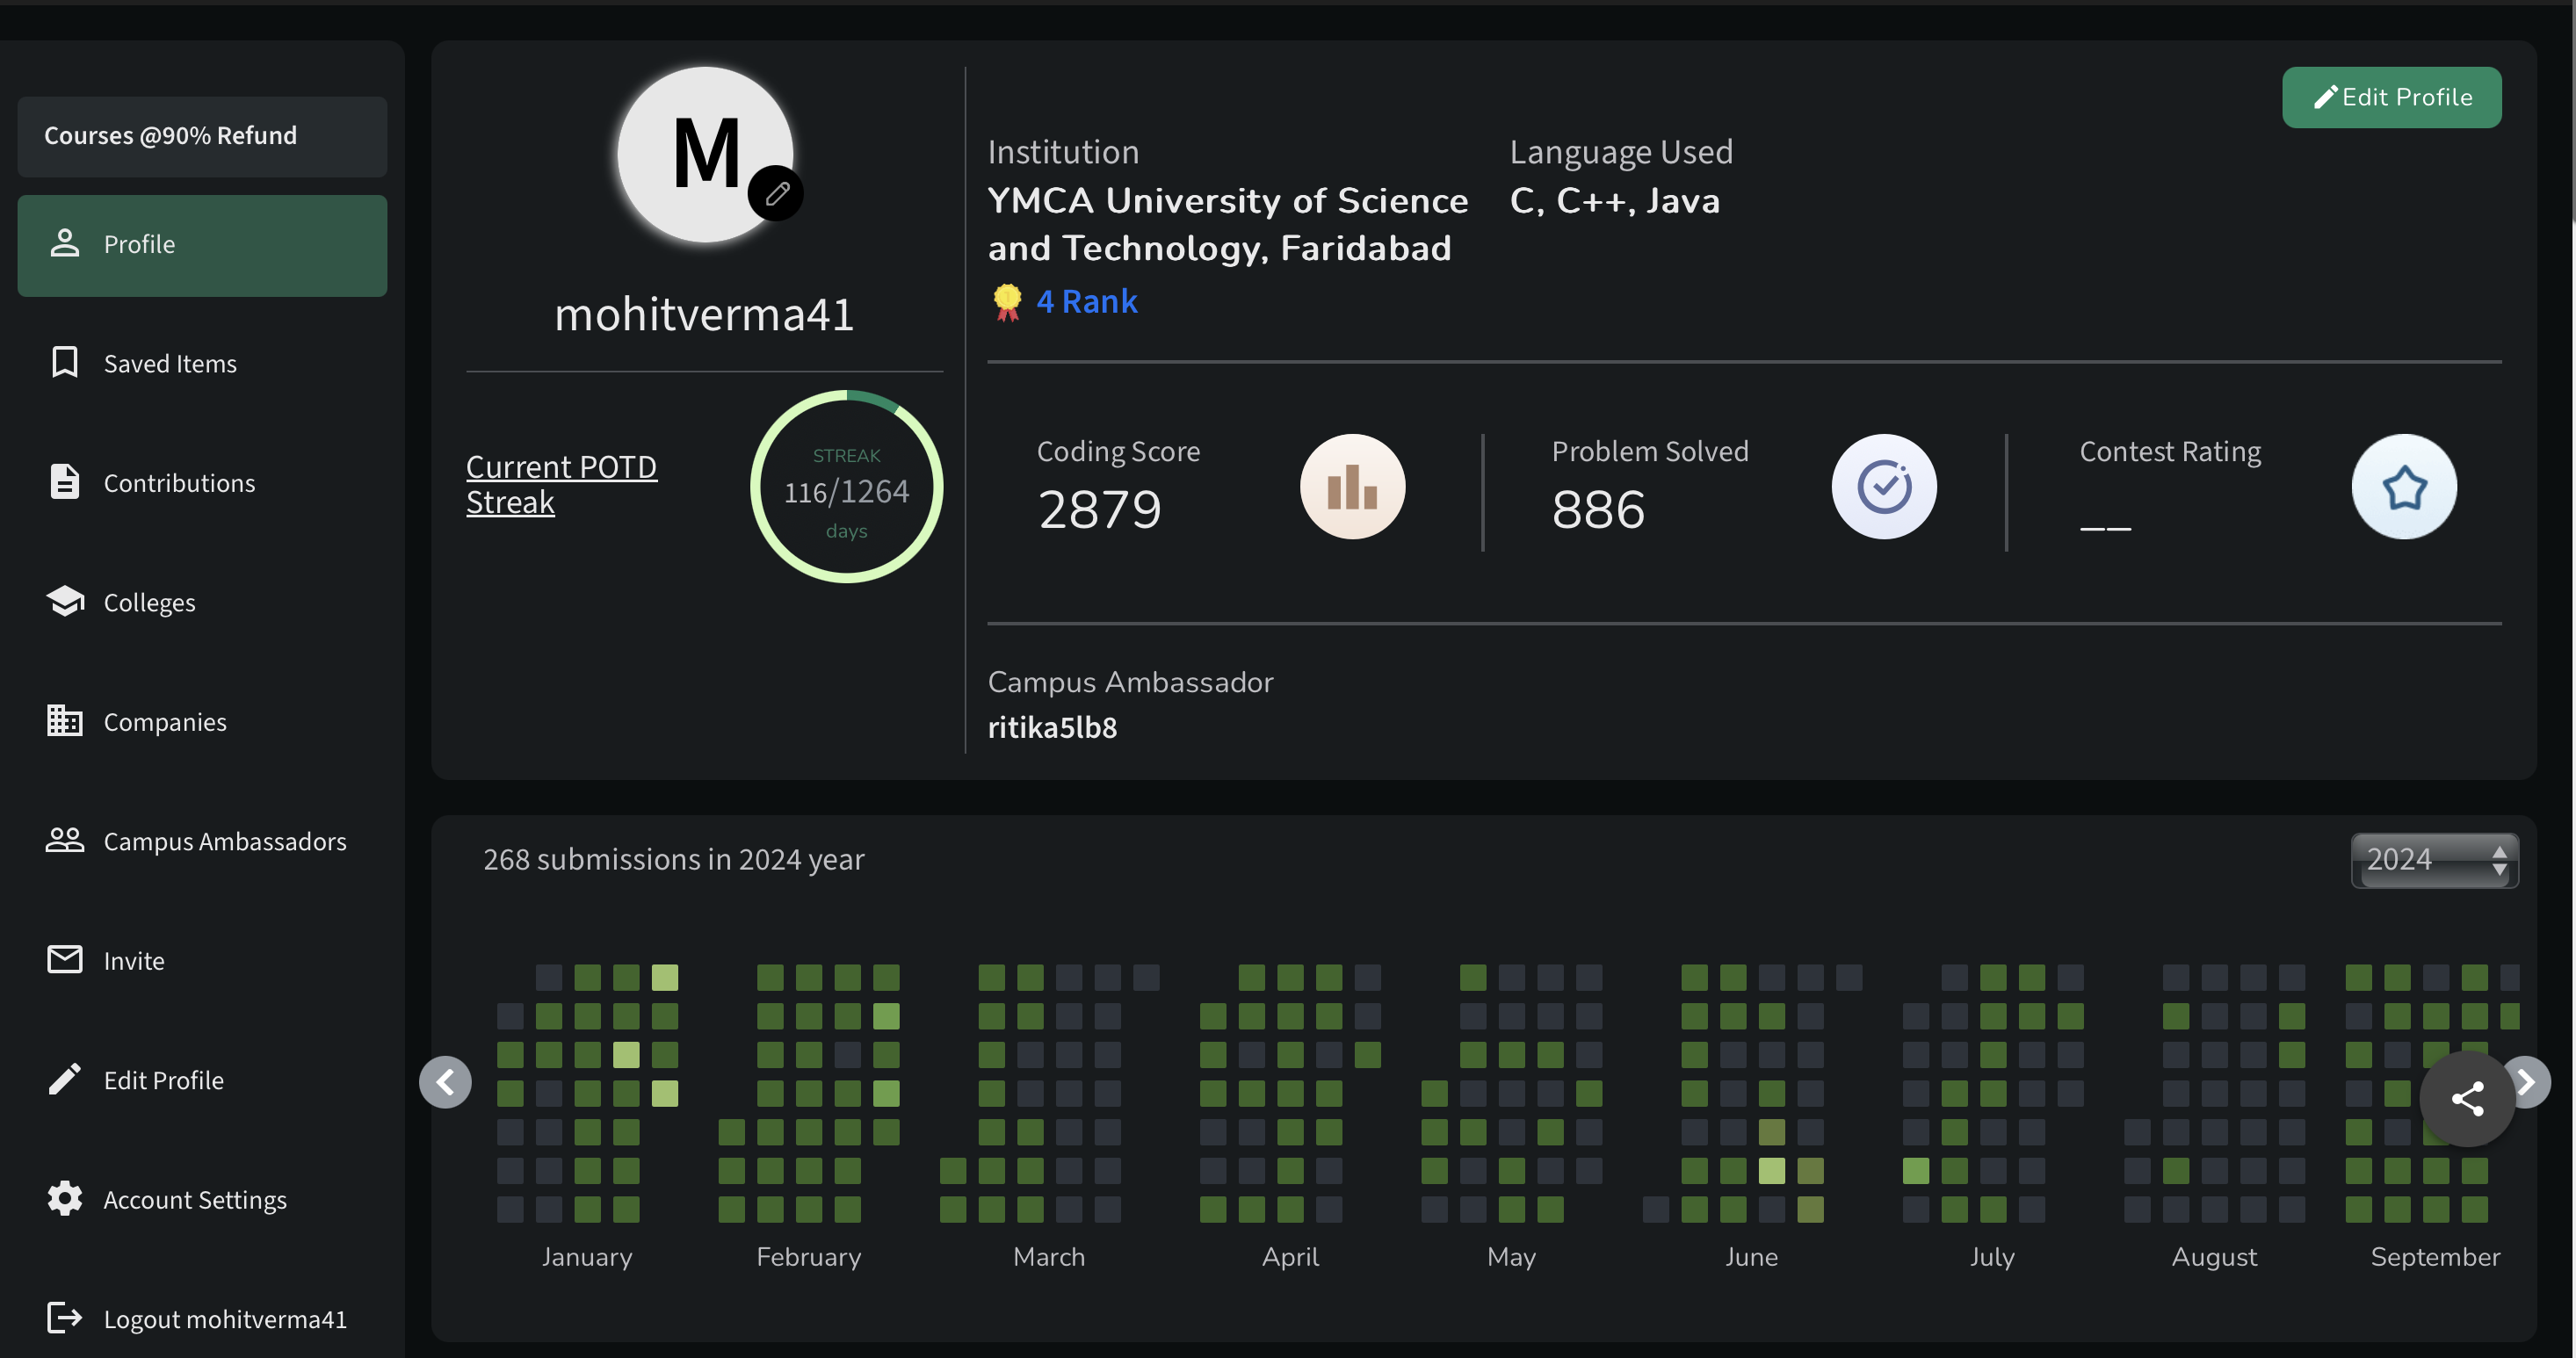 Courses @90% Refund
Profile
Saved Items
Contributions
Colleges
Companies
Campus Ambassadors
Invite
Edit Profile
Account Settings
Logout mohitverma41
M
mohitverma41
Current POTD
Streak
STREAK
116/1264
days
Edit Profile
Institution
YMCA University of Science
and Technology, Faridabad
4 Rank
Language Used
C, C++, Java
Coding Score
2879
Problem Solved
886
Contest Rating
__
Campus Ambassador
ritika5lb8
268 submissions in 2024 year
2024
January
February
March
April
May
June
July
August
September